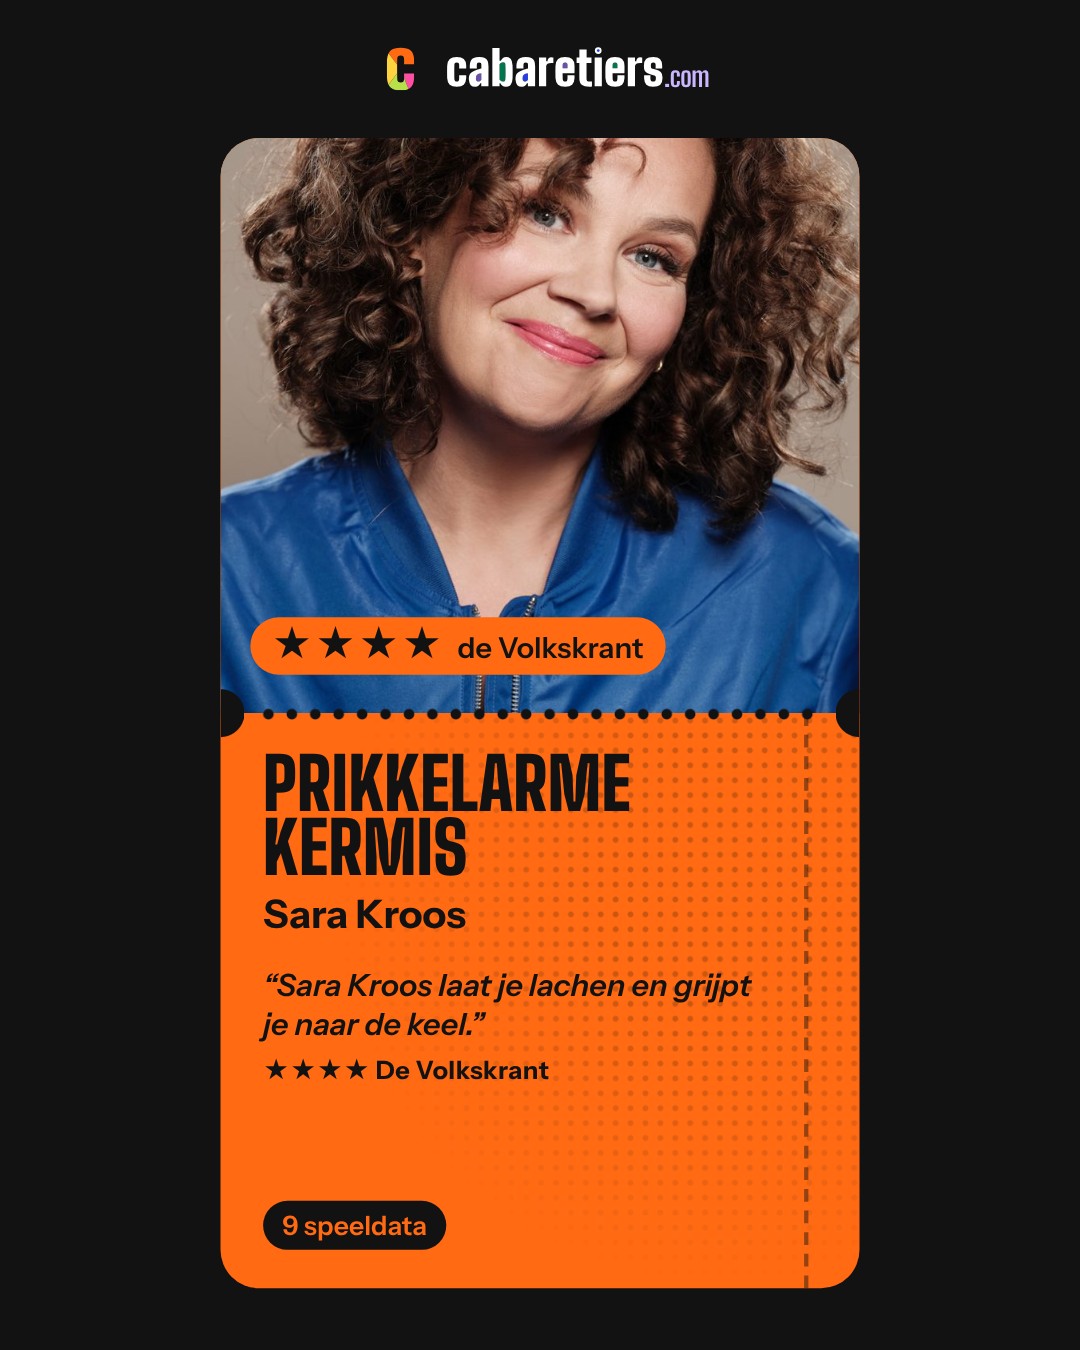 cabaretiers.com
★★★★ de Volkskrant
PRIKKELARME
KERMIS
Sara Kroos
“Sara Kroos laat je lachen en grijpt
je naar de keel.”
★★★★ De Volkskrant
9 speeldata